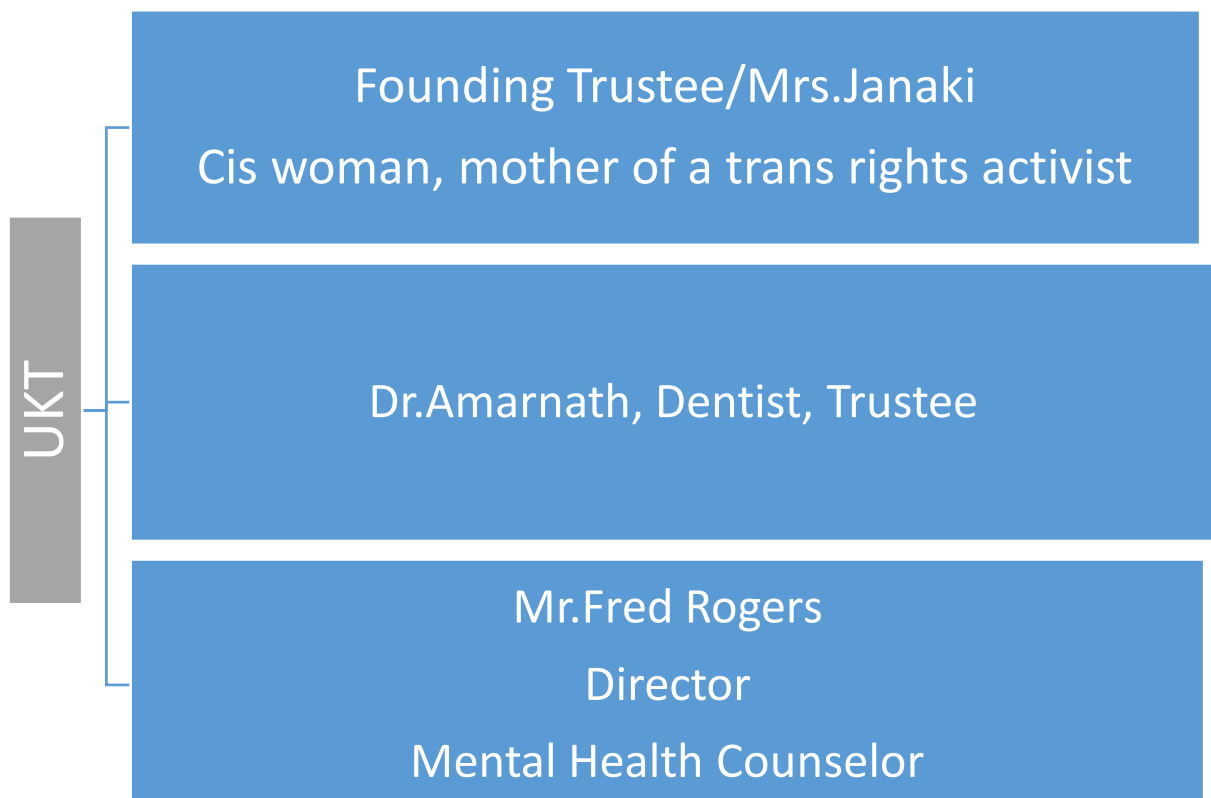 UKT
Founding Trustee/Mrs.Janaki
Cis woman, mother of a trans rights activist
Dr.Amarnath, Dentist, Trustee
Mr.Fred Rogers
Director
Mental Health Counselor